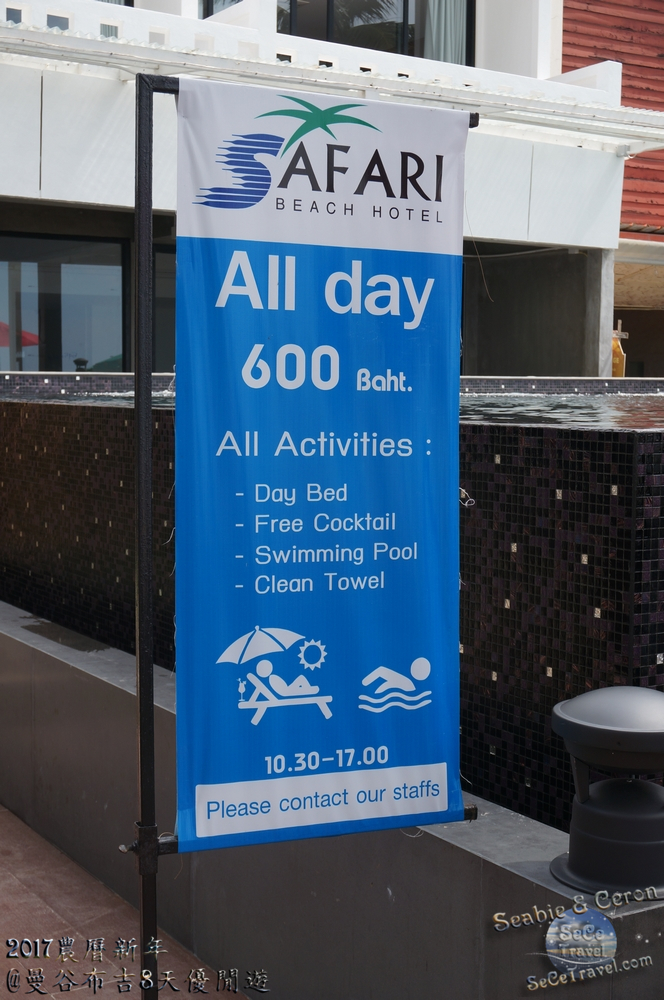 SAFARI
BEACH HOTEL
All day
600 Baht.
All Activities :
- Day Bed
- Free Cocktail
- Swimming Pool
- Clean Towel
10.30-17.00
Please contact our staffs
Seabie & Ceron
SeCe
Travel
SeCeTravel.com
2017農曆新年
@曼谷布吉8天優閒遊